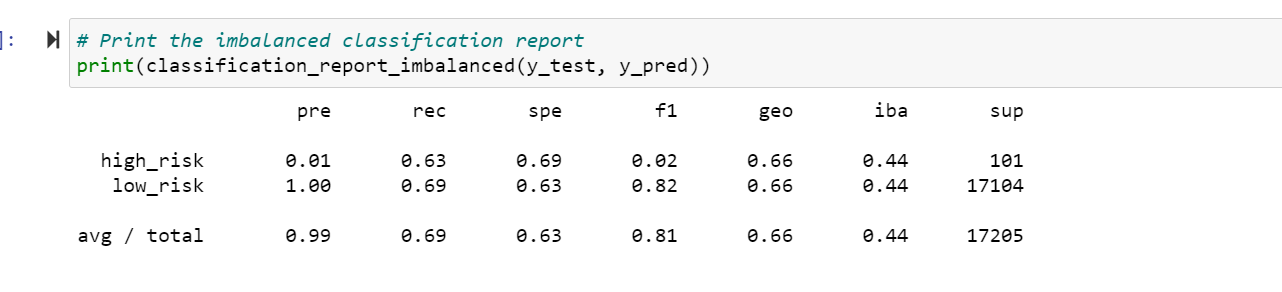 ]:
# Print the imbalanced classification report
print(classification_report_imbalanced(y_test, y_pred))
pre rec spe f1 geo iba sup
high_risk 0.01 0.63 0.69 0.02 0.66 0.44 101
low_risk 1.00 0.69 0.63 0.82 0.66 0.44 17104
avg / total 0.99 0.69 0.63 0.81 0.66 0.44 17205